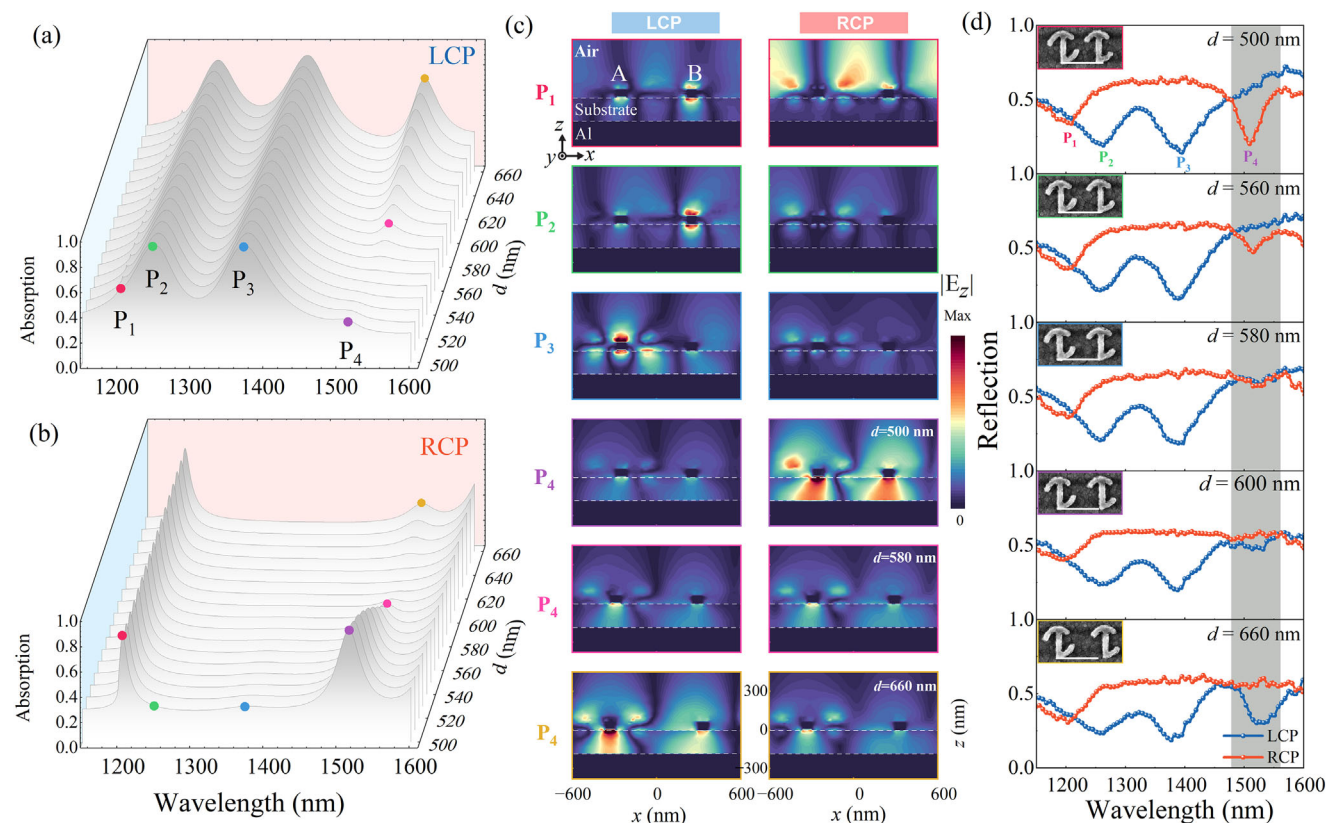 (a)
LCP
1.0
0.8
0.6
0.4
0.2
0.0
Absorption
P1
P2
P3
P4
1200
1300
1400
1500
1600
500
520
540
560
580
600
620
640
660
d (nm)
(b)
RCP
1.0
0.8
0.6
0.4
0.2
0.0
Absorption
1200
1300
1400
1500
1600
500
520
540
560
580
600
620
640
660
d (nm)
Wavelength (nm)
(c)
LCP
RCP
P1
Air
A
B
Substrate
Al
z
y
x
P2
P3
P4
d=500 nm
P4
d=580 nm
P4
d=660 nm
300
0
−300
z (nm)
−600
0
600
−600
0
600
x (nm)
x (nm)
|Ez|
Max
0
(d)
1.0
d = 500 nm
0.5
P1
P2
P3
P4
1.0
d = 560 nm
0.5
1.0
d = 580 nm
0.5
1.0
d = 600 nm
0.5
1.0
d = 660 nm
0.5
LCP
RCP
0.0
1200
1300
1400
1500
1600
Reflection
Wavelength (nm)